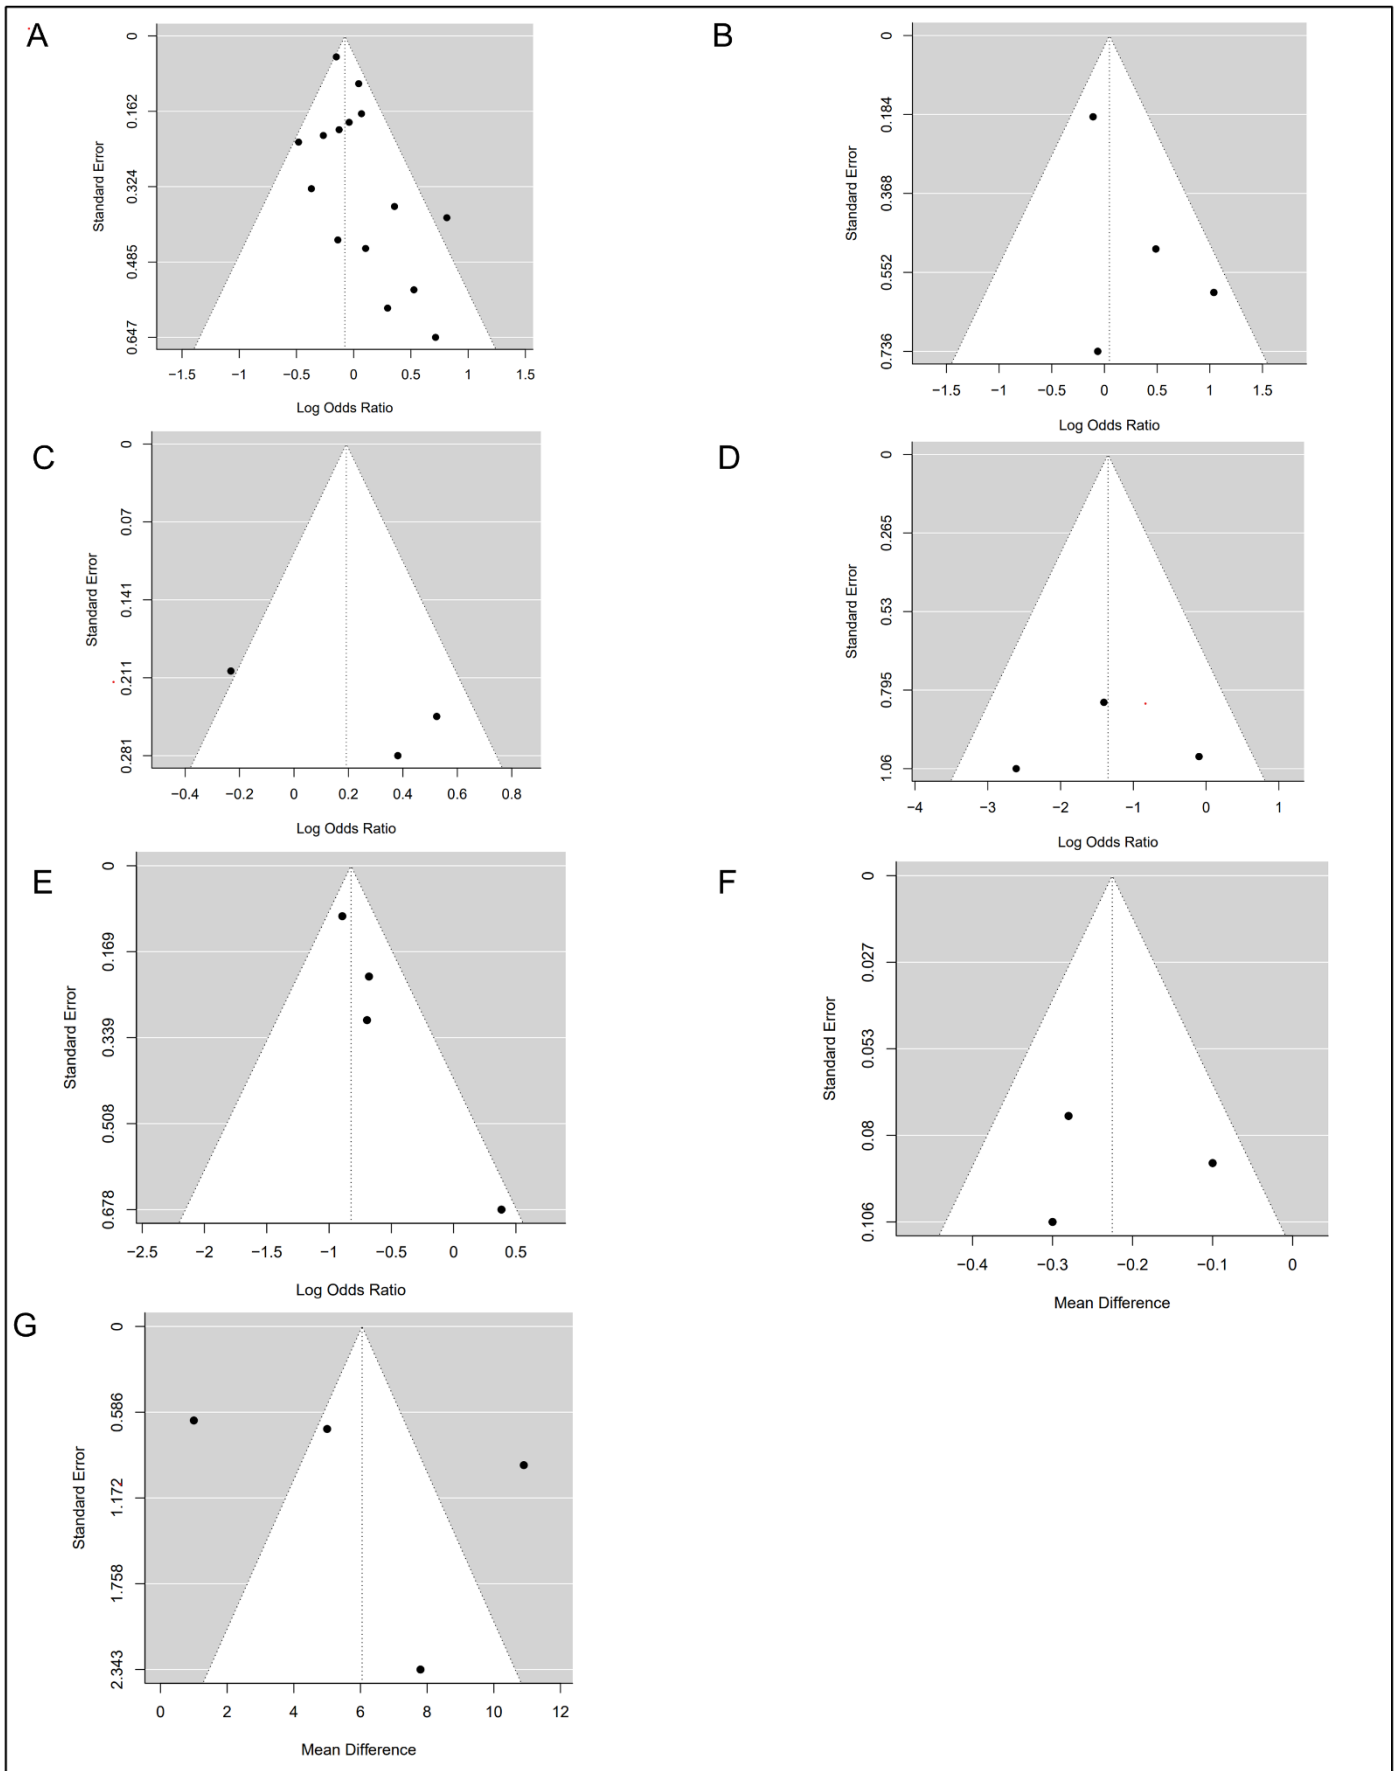 A
0
0.162
0.324
0.485
0.647
Standard Error
−1.5 −1 −0.5 0 0.5 1 1.5
Log Odds Ratio
B
0
0.184
0.368
0.552
0.736
Standard Error
−1.5 −1 −0.5 0 0.5 1 1.5
Log Odds Ratio
C
0
0.07
0.141
0.211
0.281
Standard Error
−0.4 −0.2 0 0.2 0.4 0.6 0.8
Log Odds Ratio
D
0
0.265
0.53
0.795
1.06
Standard Error
−4 −3 −2 −1 0 1
Log Odds Ratio
E
0
0.169
0.339
0.508
0.678
Standard Error
−2.5 −2 −1.5 −1 −0.5 0 0.5
Log Odds Ratio
F
0
0.027
0.053
0.08
0.106
Standard Error
−0.4 −0.3 −0.2 −0.1 0
Mean Difference
G
0
0.586
1.172
1.758
2.343
Standard Error
0 2 4 6 8 10 12
Mean Difference